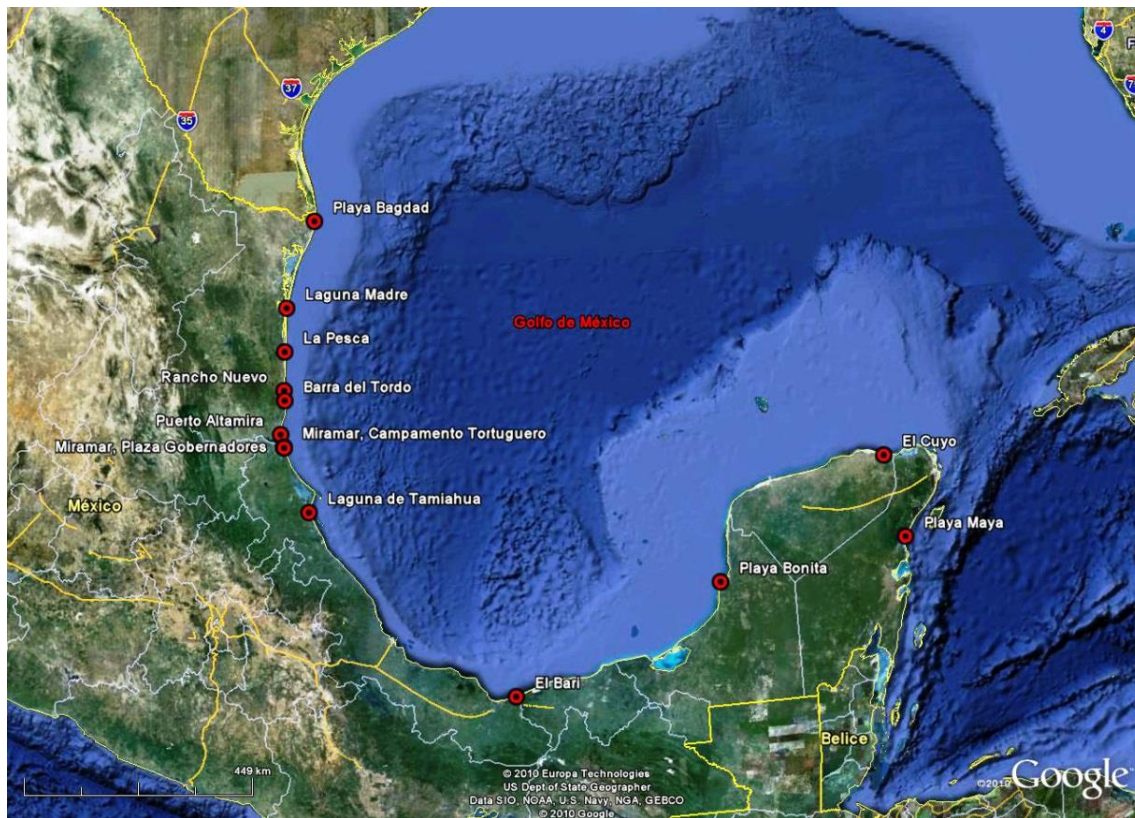 4
37
35
Playa Bagdad
Laguna Madre
Golfo de México
La Pesca
Rancho Nuevo
Barra del Tordo
Puerto Altamira
Miramar, Campamento Tortuguero
Miramar, Plaza Gobernadores
El Cuyo
Laguna de Tamiahua
México
Playa Maya
Playa Bonita
El Bari
Belice
449 km
© 2010 Europa Technologies
US Dept of State Geographer
Data SIO, NOAA, U.S. Navy, NGA, GEBCO
© 2010 Google
©2010 Google